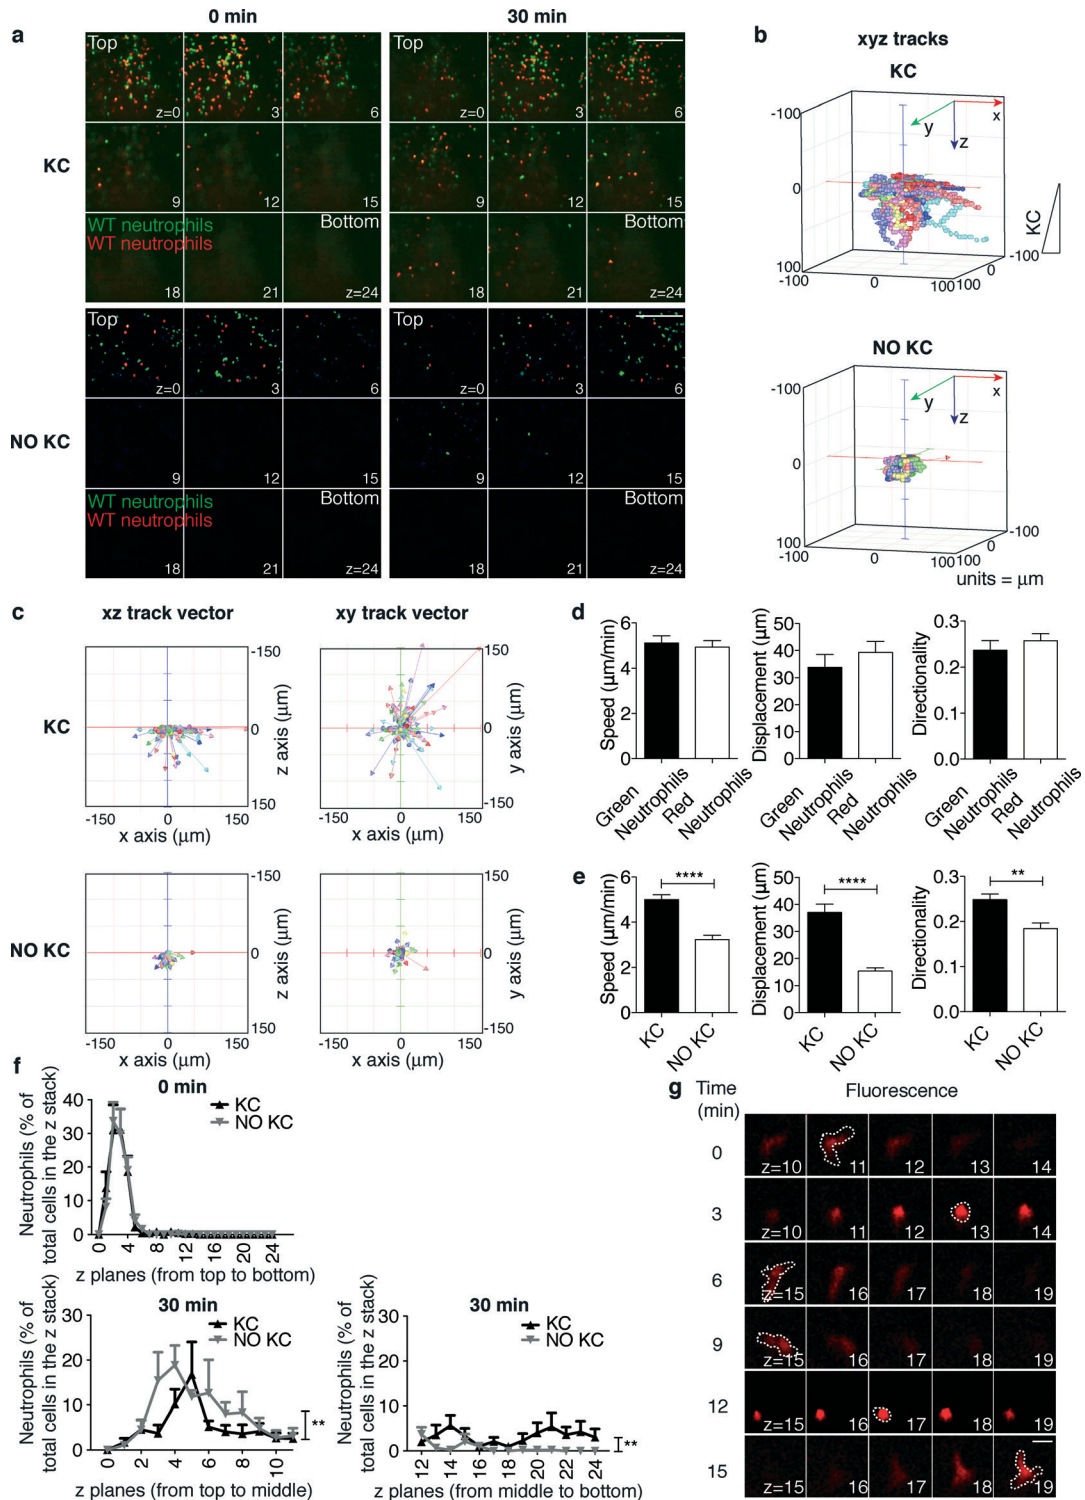 0 min
30 min
a
Top
z=0
3
6
KC
9
12
15
WT neutrophils
WT neutrophils
Bottom
18
21
z=24
Top
z=0
3
6
9
12
15
Bottom
18
21
z=24
Top
z=0
3
6
NO KC
9
12
15
WT neutrophils
WT neutrophils
Bottom
18
21
z=24
Top
z=0
3
6
9
12
15
Bottom
18
21
z=24
b
xyz tracks
KC
-100
0
100
-100
0
100
100
0
-100
x
y
z
KC
NO KC
-100
0
100
-100
0
100
100
0
-100
x
y
z
units = μm
c
xz track vector
xy track vector
KC
-150
0
150
z axis (μm)
-150
0
150
x axis (μm)
150
0
-150
y axis (μm)
-150
0
150
x axis (μm)
NO KC
-150
0
150
z axis (μm)
-150
0
150
x axis (μm)
150
0
-150
y axis (μm)
-150
0
150
x axis (μm)
d
Speed (μm/min)
6
4
2
0
Green
Neutrophils
Red
Neutrophils
Displacement (μm)
50
40
30
20
10
0
Green
Neutrophils
Red
Neutrophils
Directionality
0.3
0.2
0.1
0.0
Green
Neutrophils
Red
Neutrophils
e
Speed (μm/min)
6
4
2
0
****
KC
NO KC
Displacement (μm)
50
40
30
20
10
0
****
KC
NO KC
Directionality
0.3
0.2
0.1
0.0
**
KC
NO KC
f
0 min
Neutrophils (% of
total cells in the z stack)
40
30
20
10
0
KC
NO KC
0
4
8
12
16
20
24
z planes (from top to bottom)
30 min
Neutrophils (% of
total cells in the z stack)
30
20
10
0
KC
NO KC
**
0
2
4
6
8
10
z planes (from top to middle)
30 min
Neutrophils (% of
total cells in the z stack)
30
20
10
0
KC
NO KC
**
12
14
16
18
20
22
24
z planes (from middle to bottom)
g
Time
(min)
Fluorescence
0
z=10
11
12
13
14
3
z=10
11
12
13
14
6
z=15
16
17
18
19
9
z=15
16
17
18
19
12
z=15
16
17
18
19
15
z=15
16
17
18
19